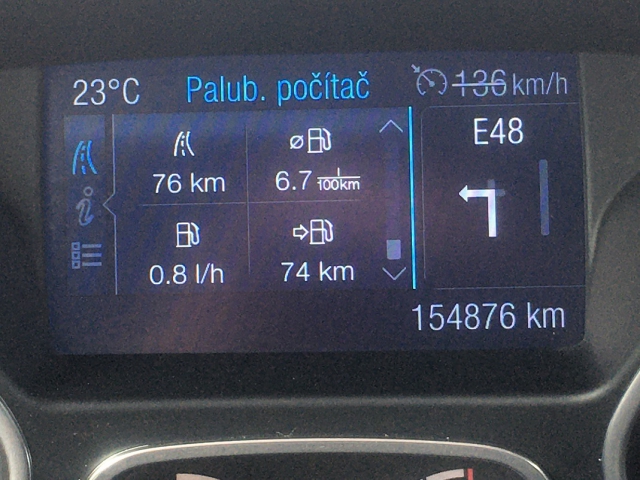 23°C Palub. počítač 136 km/h
76 km 6.7 l/100km
0.8 l/h 74 km
E48
154876 km